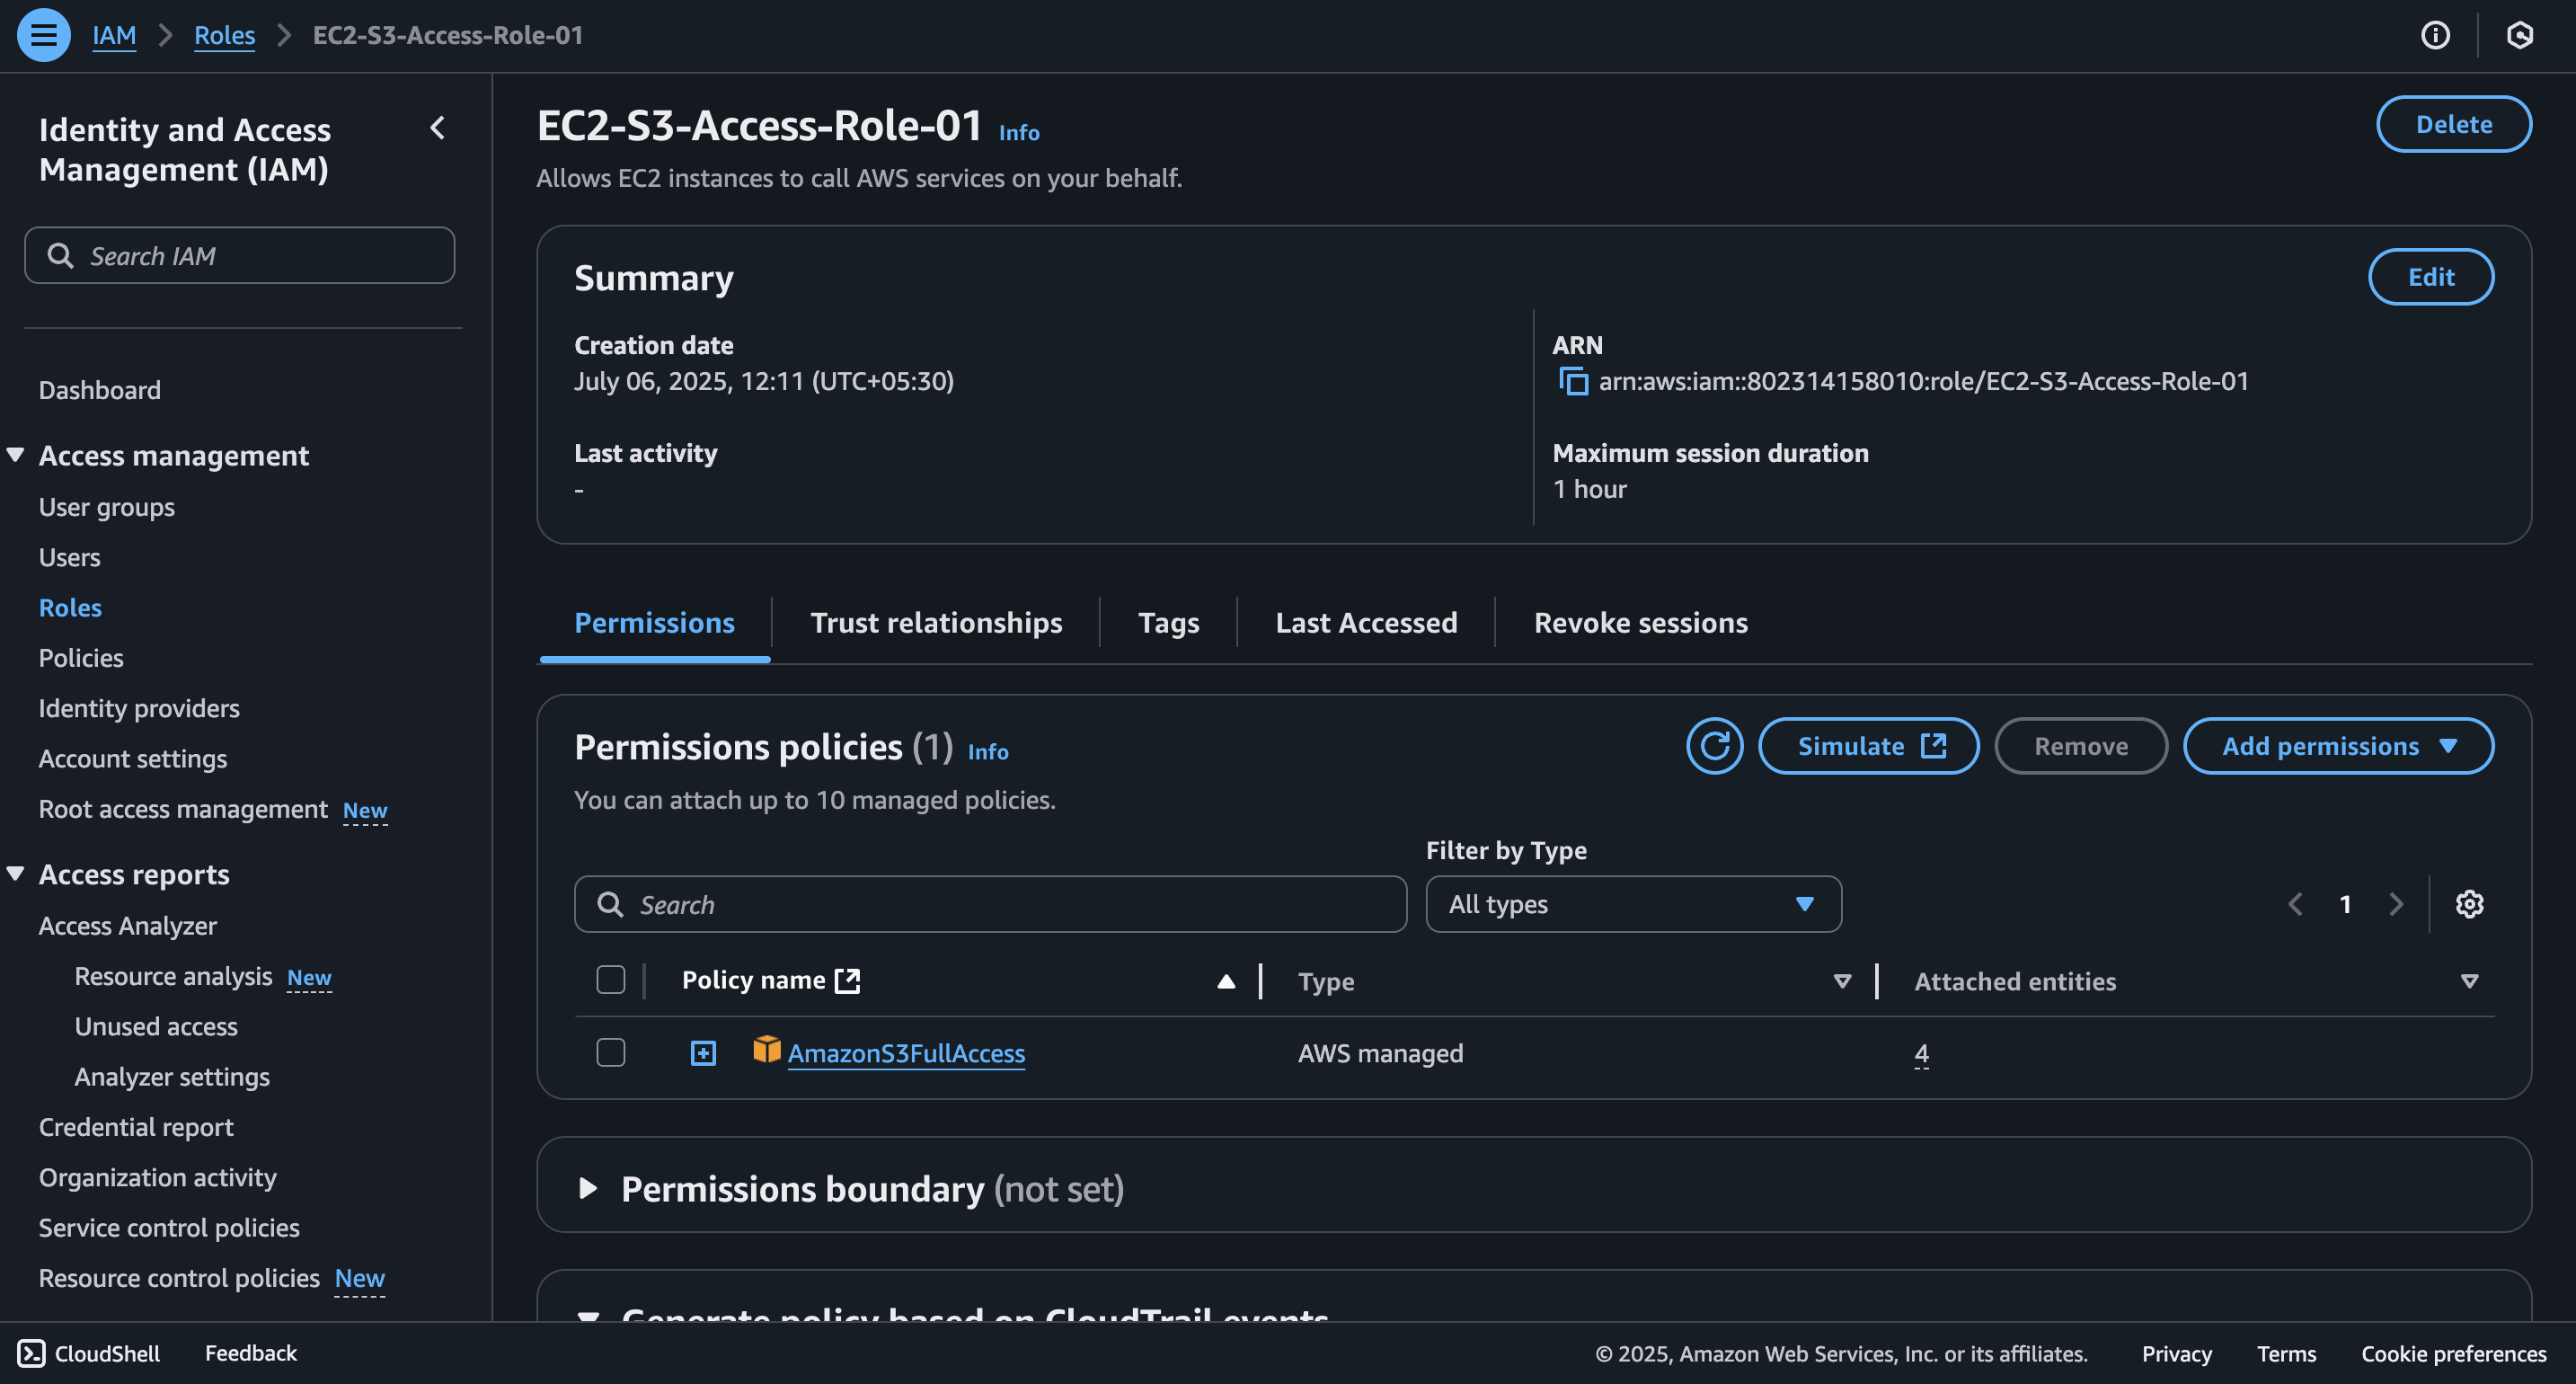 IAM > Roles > EC2-S3-Access-Role-01
Identity and Access
Management (IAM)
Search IAM
Dashboard
Access management
User groups
Users
Roles
Policies
Identity providers
Account settings
Root access management New
Access reports
Access Analyzer
Resource analysis New
Unused access
Analyzer settings
Credential report
Organization activity
Service control policies
Resource control policies New
EC2-S3-Access-Role-01 Info
Delete
Allows EC2 instances to call AWS services on your behalf.
Summary
Edit
Creation date
July 06, 2025, 12:11 (UTC+05:30)
ARN
arn:aws:iam::802314158010:role/EC2-S3-Access-Role-01
Last activity
-
Maximum session duration
1 hour
Permissions Trust relationships Tags Last Accessed Revoke sessions
Permissions policies (1) Info
Simulate Remove Add permissions
You can attach up to 10 managed policies.
Filter by Type
Search All types 1
Policy name Type Attached entities
AmazonS3FullAccess AWS managed 4
Permissions boundary (not set)
Generate policy based on CloudTrail events
CloudShell Feedback © 2025, Amazon Web Services, Inc. or its affiliates. Privacy Terms Cookie preferences